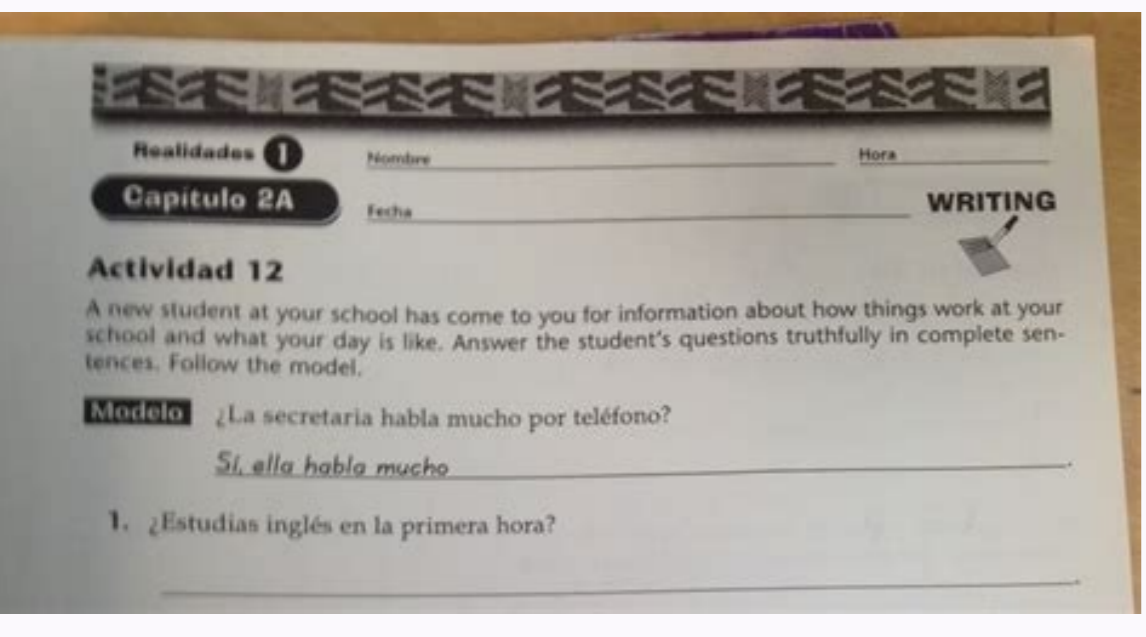 Realidades 1
Nombre
Hora
Capítulo 2A
Fecha
WRITING
Actividad 12
A new student at your school has come to you for information about how things work at your
school and what your day is like. Answer the student's questions truthfully in complete sen-
tences. Follow the model.
Modelo ¿La secretaria habla mucho por teléfono?
Sí, ella habla mucho.
1. ¿Estudias inglés en la primera hora?